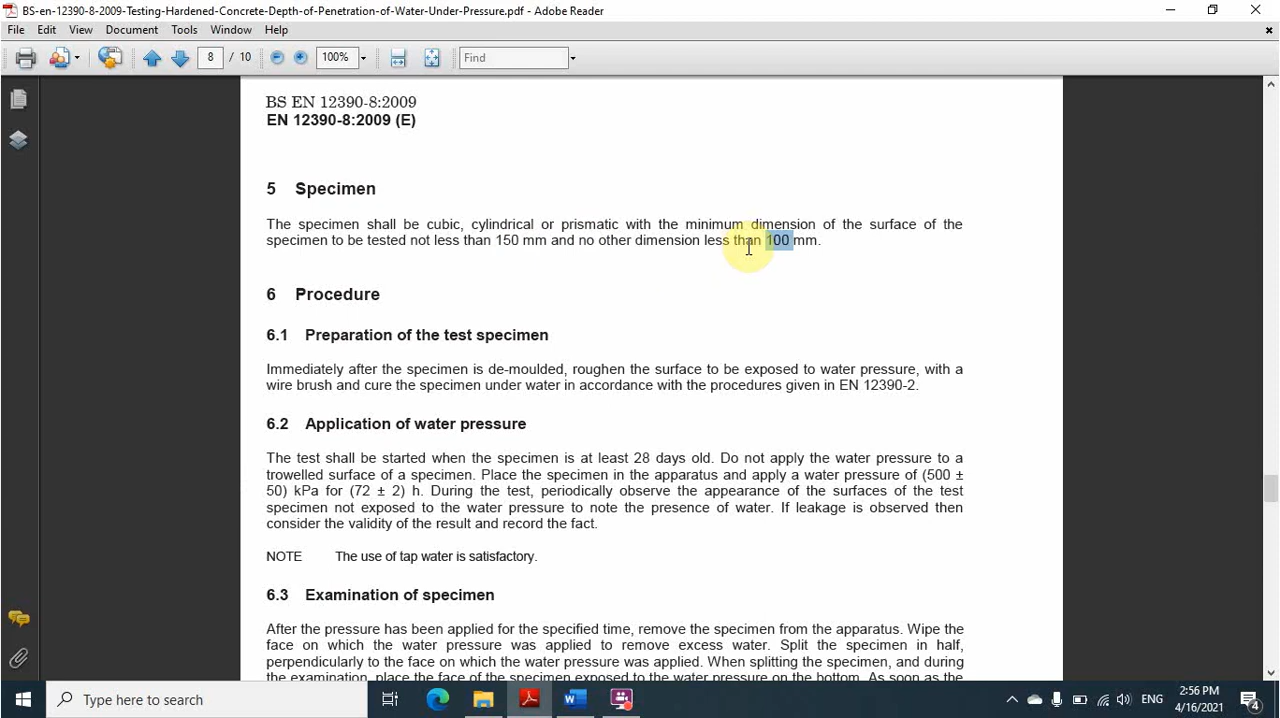 BS-en-12390-8-2009-Testing-Hardened-Concrete-Depth-of-Penetration-of-Water-Under-Pressure.pdf - Adobe Reader
File Edit View Document Tools Window Help
8 / 10 100% Find
BS EN 12390-8:2009
EN 12390-8:2009 (E)
5 Specimen
The specimen shall be cubic, cylindrical or prismatic with the minimum dimension of the surface of the
specimen to be tested not less than 150 mm and no other dimension less than 100 mm.
6 Procedure
6.1 Preparation of the test specimen
Immediately after the specimen is de-moulded, roughen the surface to be exposed to water pressure, with a
wire brush and cure the specimen under water in accordance with the procedures given in EN 12390-2.
6.2 Application of water pressure
The test shall be started when the specimen is at least 28 days old. Do not apply the water pressure to a
trowelled surface of a specimen. Place the specimen in the apparatus and apply a water pressure of (500 ±
50) kPa for (72 ± 2) h. During the test, periodically observe the appearance of the surfaces of the test
specimen not exposed to the water pressure to note the presence of water. If leakage is observed then
consider the validity of the result and record the fact.
NOTE The use of tap water is satisfactory.
6.3 Examination of specimen
After the pressure has been applied for the specified time, remove the specimen from the apparatus. Wipe the
face on which the water pressure was applied to remove excess water. Split the specimen in half,
perpendicularly to the face on which the water pressure was applied. When splitting the specimen, and during
the examination, place the face of the specimen exposed to the water pressure on the bottom. As soon as the
Type here to search
ENG
2:56 PM
4/16/2021
4